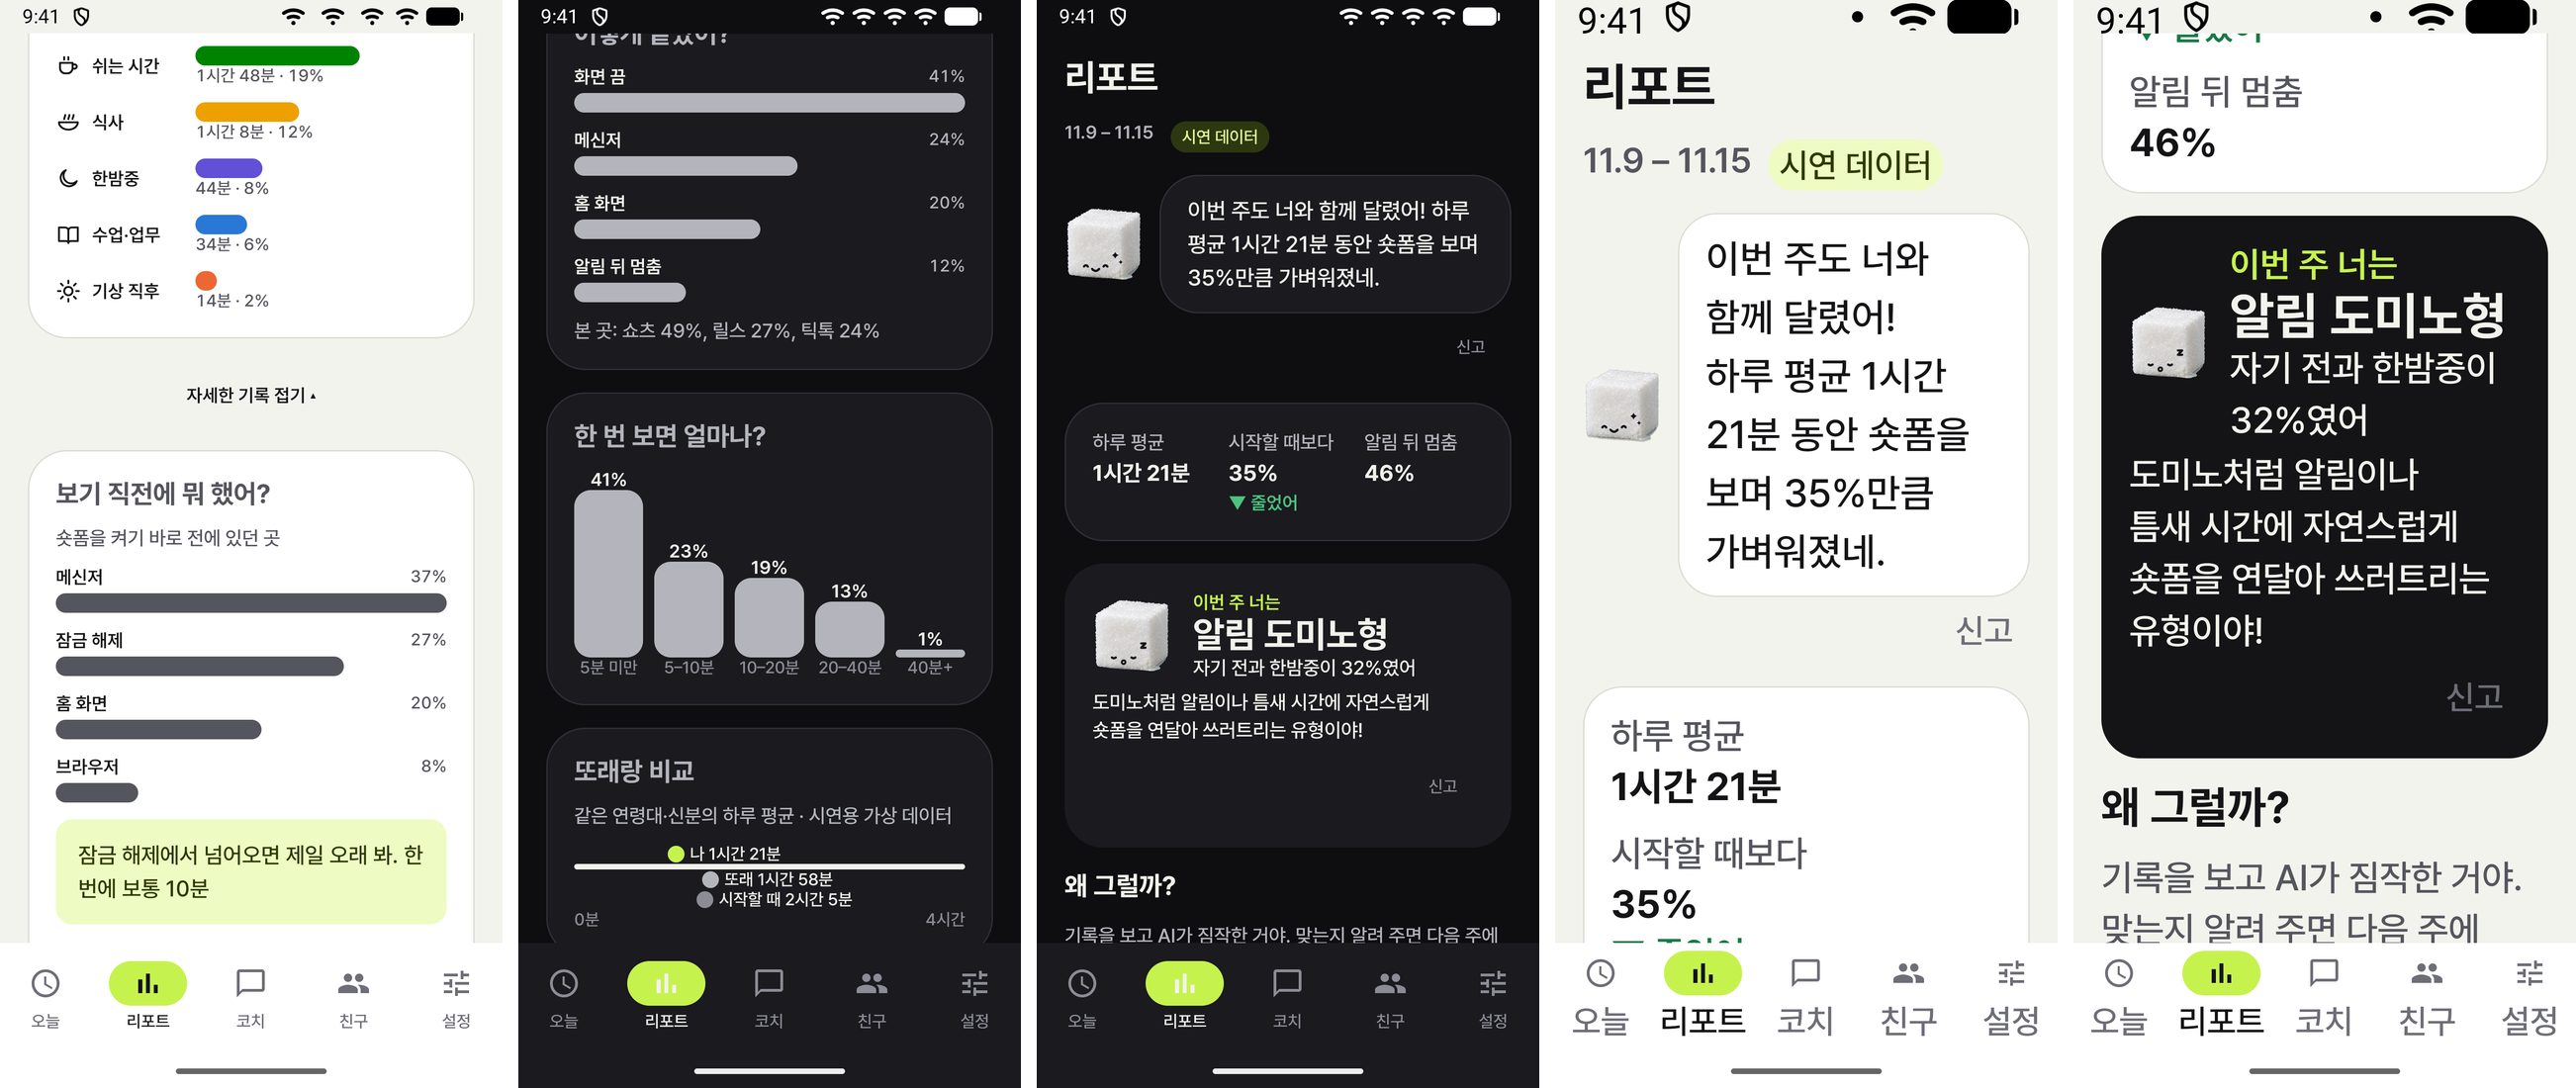 9:41
쉬는 시간
1시간 48분 · 19%
식사
1시간 8분 · 12%
한밤중
44분 · 8%
수업·업무
34분 · 6%
기상 직후
14분 · 2%
자세한 기록 접기 ▴
보기 직전에 뭐 했어?
숏폼을 켜기 바로 전에 있던 곳
메신저
37%
잠금 해제
27%
홈 화면
20%
브라우저
8%
잠금 해제에서 넘어오면 제일 오래 봐. 한
번에 보통 10분
오늘
리포트
코치
친구
설정
9:41
화면 끔
41%
메신저
24%
홈 화면
20%
알림 뒤 멈춤
12%
본 곳: 쇼츠 49%, 릴스 27%, 틱톡 24%
한 번 보면 얼마나?
41%
23%
19%
13%
1%
5분 미만
5–10분
10–20분
20–40분
40분+
또래랑 비교
같은 연령대·신분의 하루 평균 · 시연용 가상 데이터
나 1시간 21분
또래 1시간 58분
시작할 때 2시간 5분
0분
4시간
오늘
리포트
코치
친구
설정
9:41
리포트
11.9 – 11.15
시연 데이터
이번 주도 너와 함께 달렸어! 하루
평균 1시간 21분 동안 숏폼을 보며
35%만큼 가벼워졌네.
신고
하루 평균
1시간 21분
시작할 때보다
35%
▼ 줄었어
알림 뒤 멈춤
46%
이번 주 너는
알림 도미노형
자기 전과 한밤중이 32%였어
도미노처럼 알림이나 틈새 시간에 자연스럽게
숏폼을 연달아 쓰러트리는 유형이야!
신고
왜 그럴까?
기록을 보고 AI가 짐작한 거야. 맞는지 알려 주면 다음 주에
오늘
리포트
코치
친구
설정
9:41
리포트
11.9 – 11.15
시연 데이터
이번 주도 너와
함께 달렸어!
하루 평균 1시간
21분 동안 숏폼을
보며 35%만큼
가벼워졌네.
신고
하루 평균
1시간 21분
시작할 때보다
35%
오늘
리포트
코치
친구
설정
9:41
알림 뒤 멈춤
46%
이번 주 너는
알림 도미노형
자기 전과 한밤중이
32%였어
도미노처럼 알림이나
틈새 시간에 자연스럽게
숏폼을 연달아 쓰러트리는
유형이야!
신고
왜 그럴까?
기록을 보고 AI가 짐작한 거야.
맞는지 알려 주면 다음 주에
오늘
리포트
코치
친구
설정